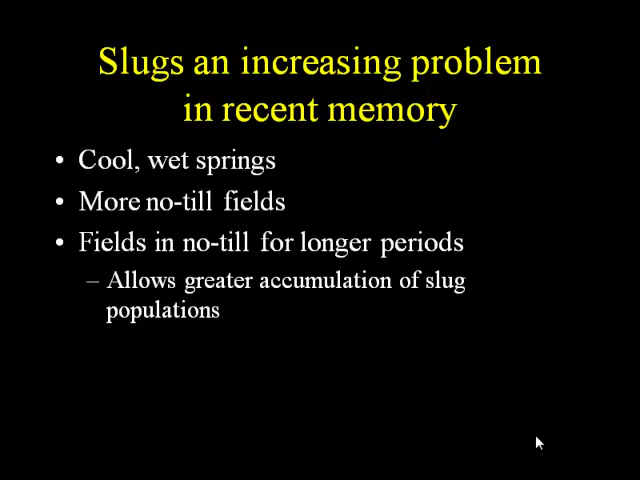 Slugs an increasing problem
in recent memory
• Cool, wet springs
• More no-till fields
• Fields in no-till for longer periods
– Allows greater accumulation of slug
populations